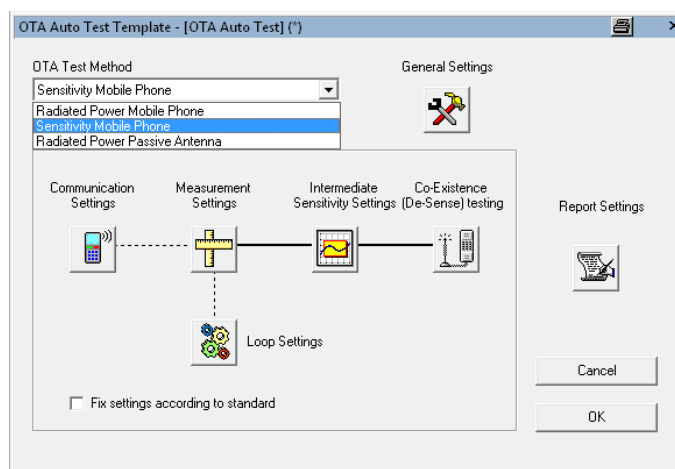 OTA Auto Test Template - [OTA Auto Test] (*)
OTA Test Method
General Settings
Sensitivity Mobile Phone
Radiated Power Mobile Phone
Sensitivity Mobile Phone
Radiated Power Passive Antenna
Communication
Settings
Measurement
Settings
Intermediate
Sensitivity Settings
Co-Existence
(De-Sense) testing
Report Settings
Loop Settings
Cancel
Fix settings according to standard
OK